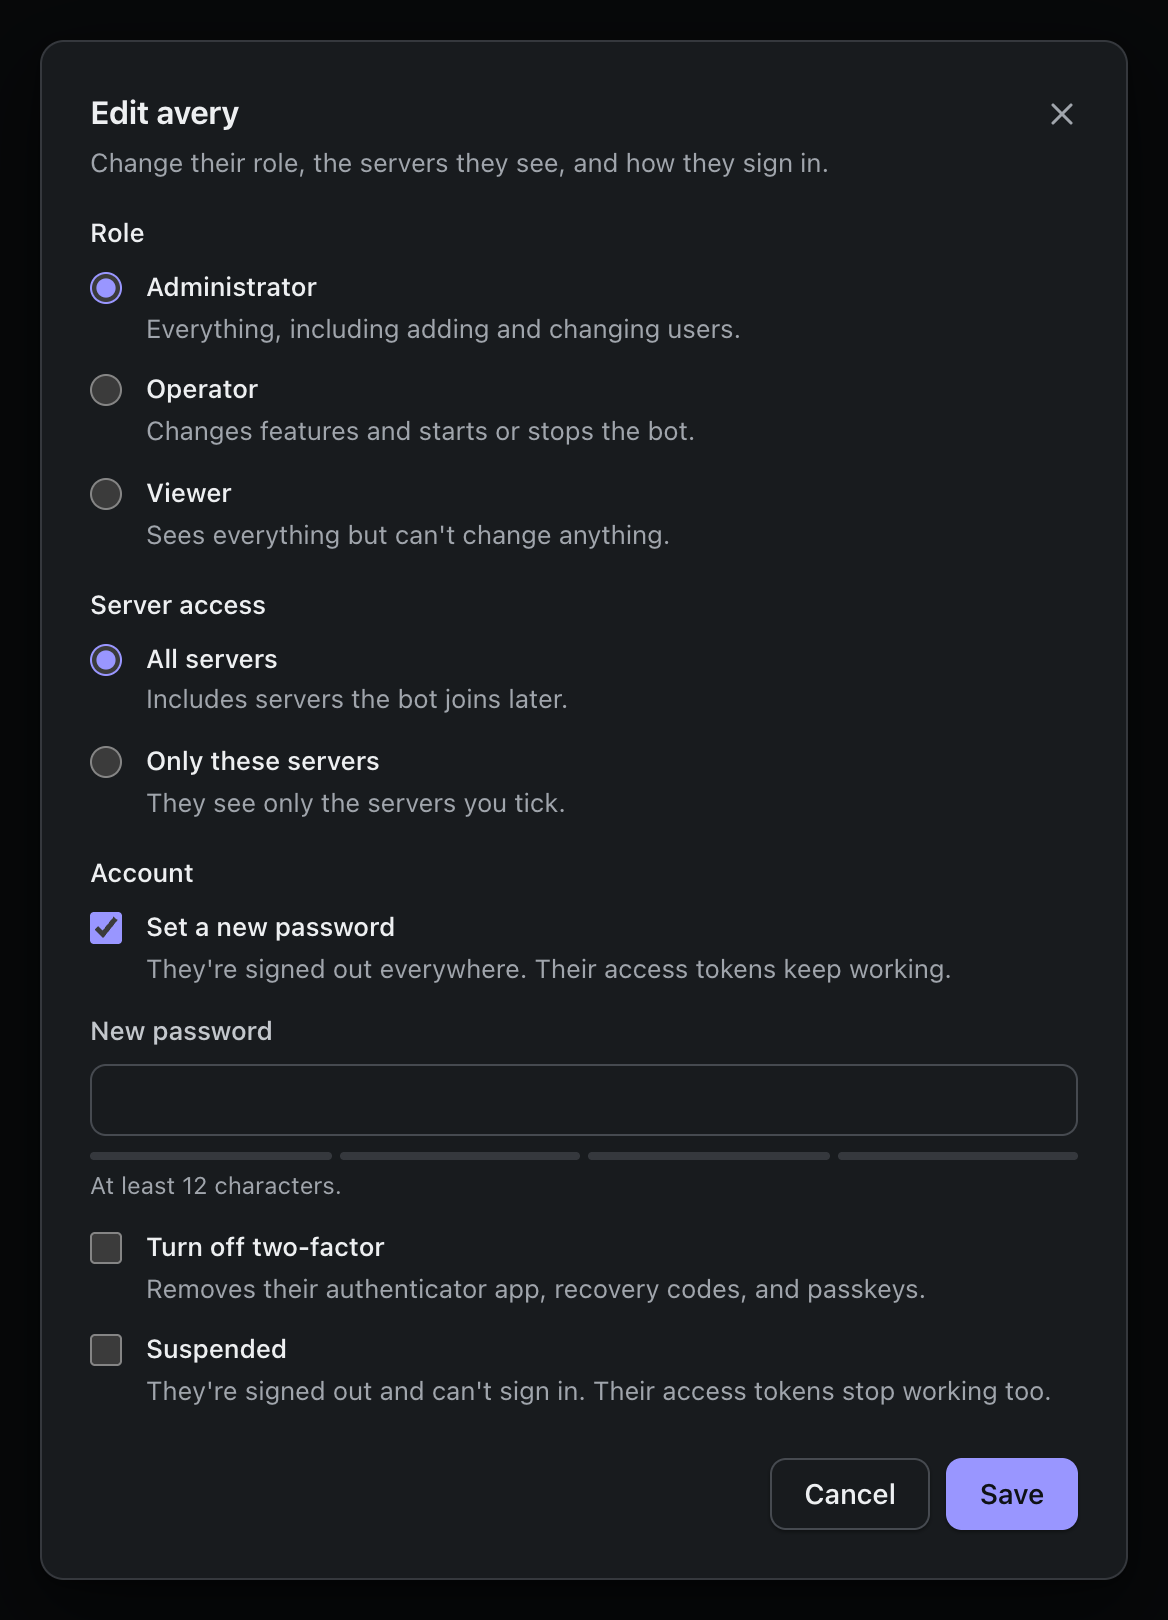 Edit avery
Change their role, the servers they see, and how they sign in.
Role
Administrator
Everything, including adding and changing users.
Operator
Changes features and starts or stops the bot.
Viewer
Sees everything but can't change anything.
Server access
All servers
Includes servers the bot joins later.
Only these servers
They see only the servers you tick.
Account
Set a new password
They're signed out everywhere. Their access tokens keep working.
New password
At least 12 characters.
Turn off two-factor
Removes their authenticator app, recovery codes, and passkeys.
Suspended
They're signed out and can't sign in. Their access tokens stop working too.
Cancel
Save